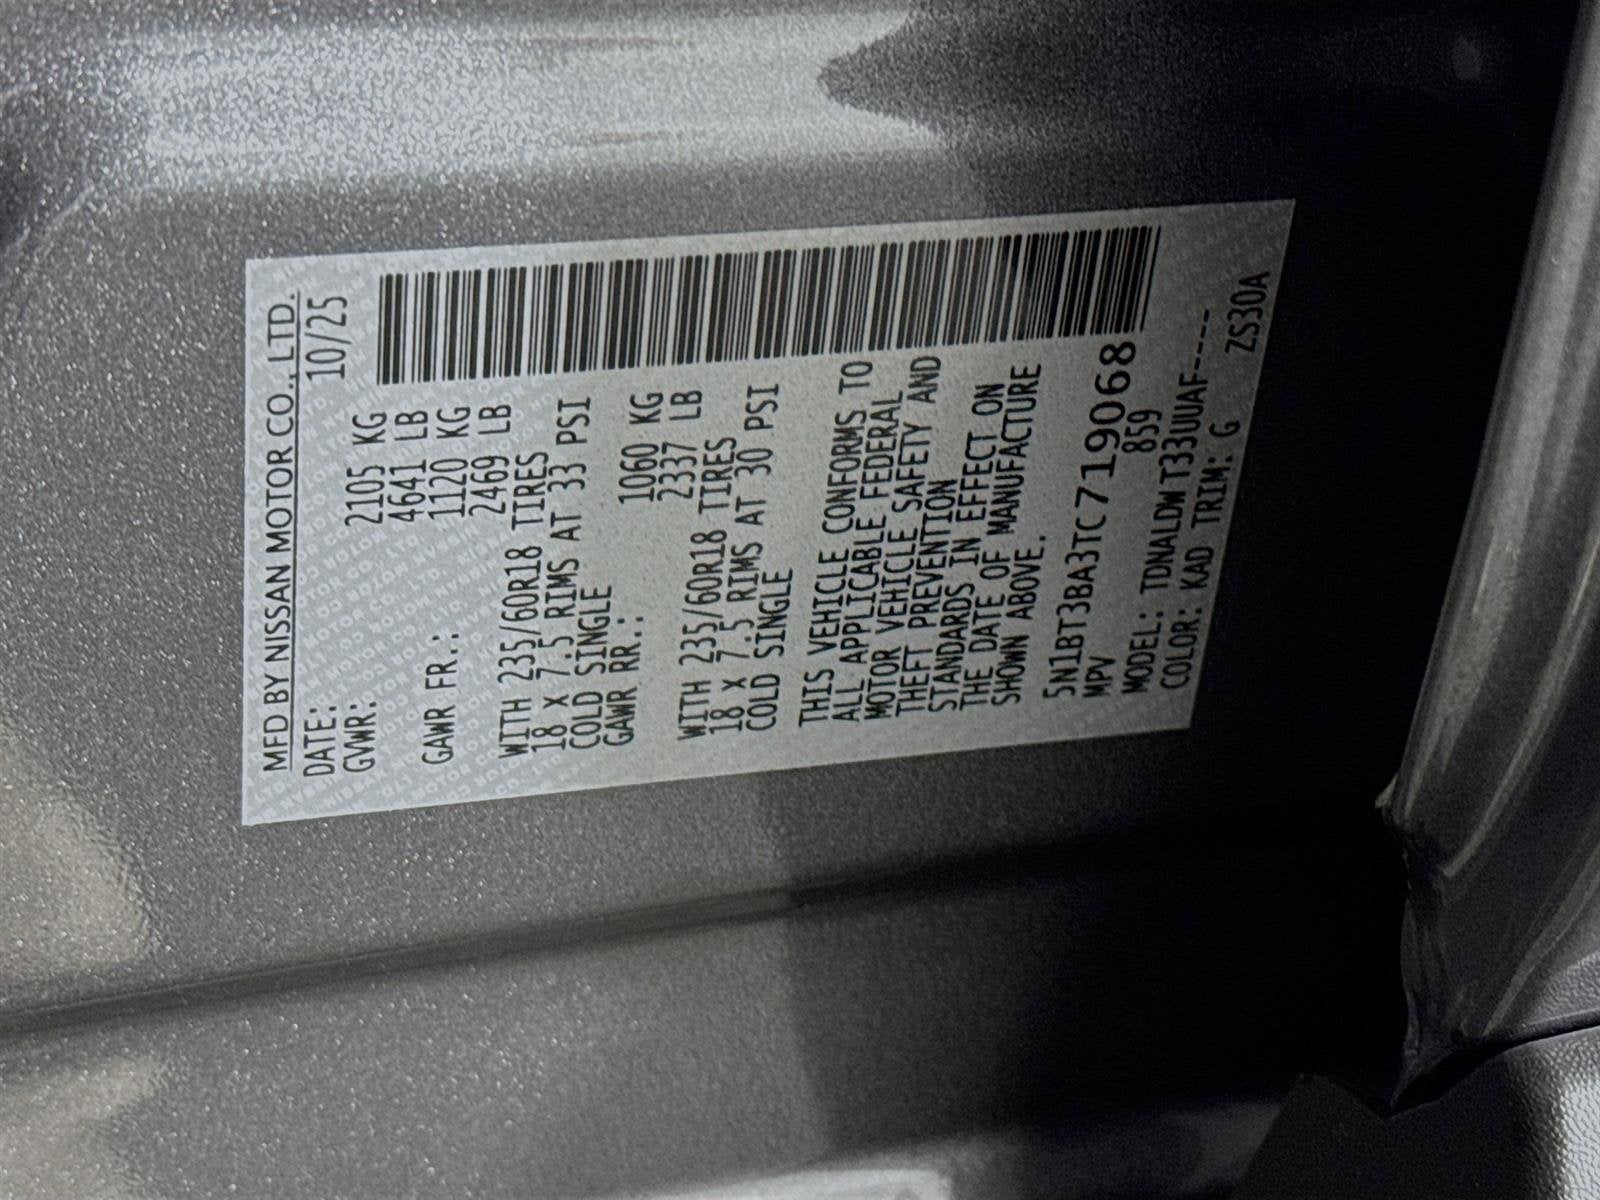 MFD BY NISSAN MOTOR CO., LTD.
DATE: 10/25
GVWR: 2105 KG
4641 LB
GAWR FR.: 1120 KG
2469 LB
WITH 235/60R18 TIRES
18 X 7.5 RIMS AT 33 PSI
COLD SINGLE
GAWR RR.: 1060 KG
2337 LB
WITH 235/60R18 TIRES
18 X 7.5 RIMS AT 30 PSI
COLD SINGLE
THIS VEHICLE CONFORMS TO
ALL APPLICABLE FEDERAL
MOTOR VEHICLE SAFETY AND
THEFT PREVENTION
STANDARDS IN EFFECT ON
THE DATE OF MANUFACTURE
SHOWN ABOVE.
5N1BT3BA3TC719068
MPV 859
MODEL: TDNALDWT33UUAF-----
COLOR: KAD TRIM: G ZS30A